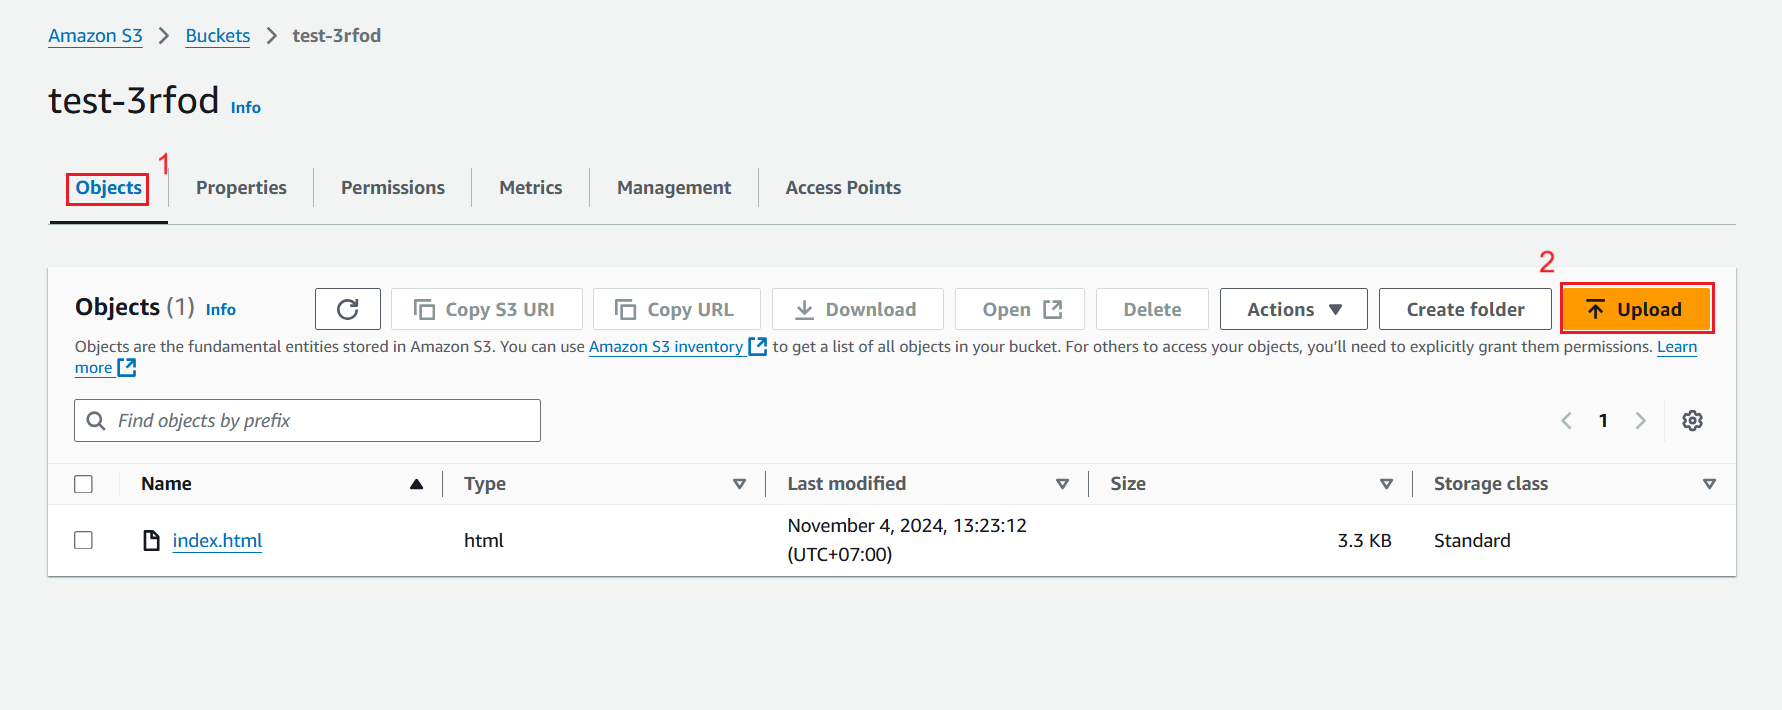 Amazon S3 > Buckets > test-3rfod
test-3rfod Info
1
Objects Properties Permissions Metrics Management Access Points
2
Objects (1) Info Copy S3 URI Copy URL Download Open Delete Actions Create folder Upload
Objects are the fundamental entities stored in Amazon S3. You can use Amazon S3 inventory to get a list of all objects in your bucket. For others to access your objects, you’ll need to explicitly grant them permissions. Learn
more
Find objects by prefix
1
Name Type Last modified Size Storage class
index.html html November 4, 2024, 13:23:12 3.3 KB Standard
(UTC+07:00)